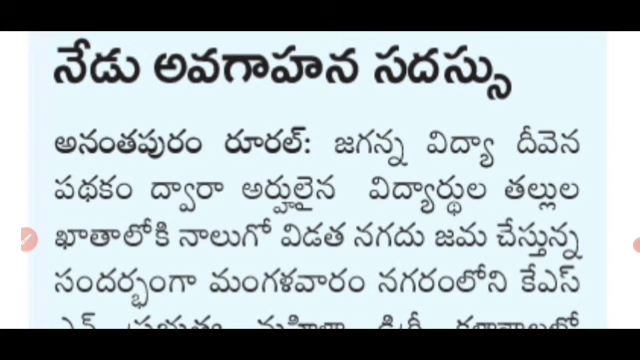 నేడు అవగాహన సదస్సు
అనంతపురం రూరల్: జగనన్న విద్యా దీవెన
పథకం ద్వారా అర్హులైన విద్యార్థుల తల్లుల
ఖాతాలోకి నాలుగో విడత నగదు జమ చేస్తున్న
సందర్భంగా మంగళవారం నగరంలోని కేఎస్